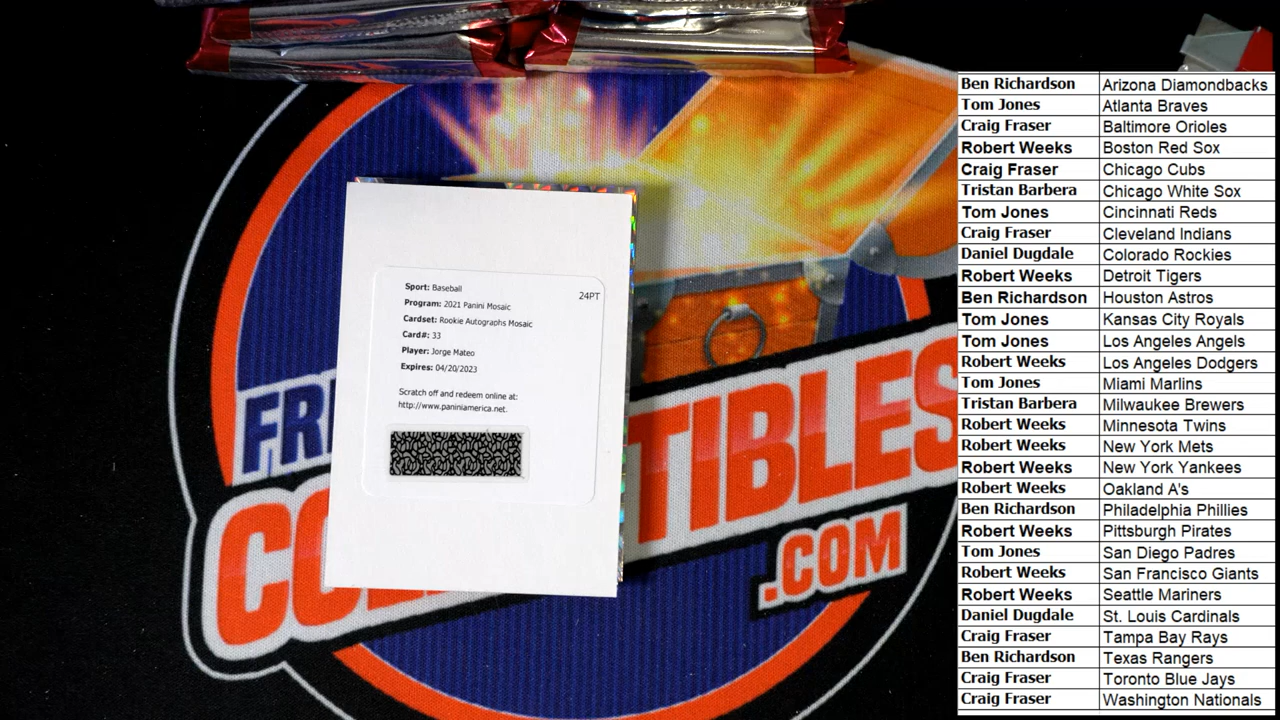 Sport: Baseball
24PT
Program: 2021 Panini Mosaic
Cardset: Rookie Autographs Mosaic
Card#: 33
Player: Jorge Mateo
Expires: 04/20/2023
Scratch off and redeem online at:
http://www.paniniamerica.net.
FRE
COL TIBLES
.COM
Ben Richardson Arizona Diamondbacks
Tom Jones Atlanta Braves
Craig Fraser Baltimore Orioles
Robert Weeks Boston Red Sox
Craig Fraser Chicago Cubs
Tristan Barbera Chicago White Sox
Tom Jones Cincinnati Reds
Craig Fraser Cleveland Indians
Daniel Dugdale Colorado Rockies
Robert Weeks Detroit Tigers
Ben Richardson Houston Astros
Tom Jones Kansas City Royals
Tom Jones Los Angeles Angels
Robert Weeks Los Angeles Dodgers
Tom Jones Miami Marlins
Tristan Barbera Milwaukee Brewers
Robert Weeks Minnesota Twins
Robert Weeks New York Mets
Robert Weeks New York Yankees
Robert Weeks Oakland A's
Ben Richardson Philadelphia Phillies
Robert Weeks Pittsburgh Pirates
Tom Jones San Diego Padres
Robert Weeks San Francisco Giants
Robert Weeks Seattle Mariners
Daniel Dugdale St. Louis Cardinals
Craig Fraser Tampa Bay Rays
Ben Richardson Texas Rangers
Craig Fraser Toronto Blue Jays
Craig Fraser Washington Nationals